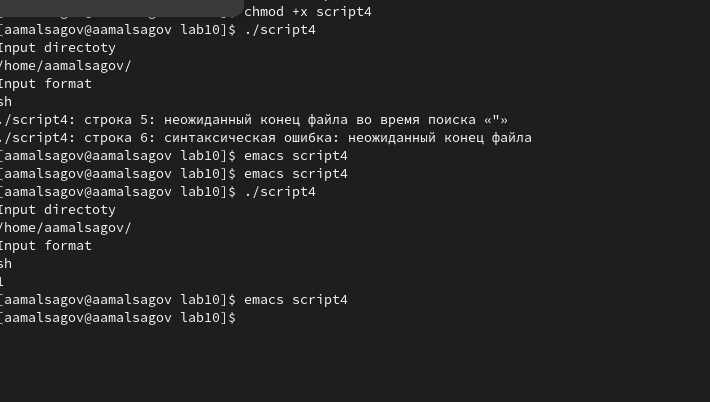 chmod +x script4
[aamalsagov@aamalsagov lab10]$ ./script4
Input directoty
/home/aamalsagov/
Input format
sh
./script4: строка 5: неожиданный конец файла во время поиска «"»
./script4: строка 6: синтаксическая ошибка: неожиданный конец файла
[aamalsagov@aamalsagov lab10]$ emacs script4
[aamalsagov@aamalsagov lab10]$ emacs script4
[aamalsagov@aamalsagov lab10]$ ./script4
Input directoty
/home/aamalsagov/
Input format
sh
1
[aamalsagov@aamalsagov lab10]$ emacs script4
[aamalsagov@aamalsagov lab10]$